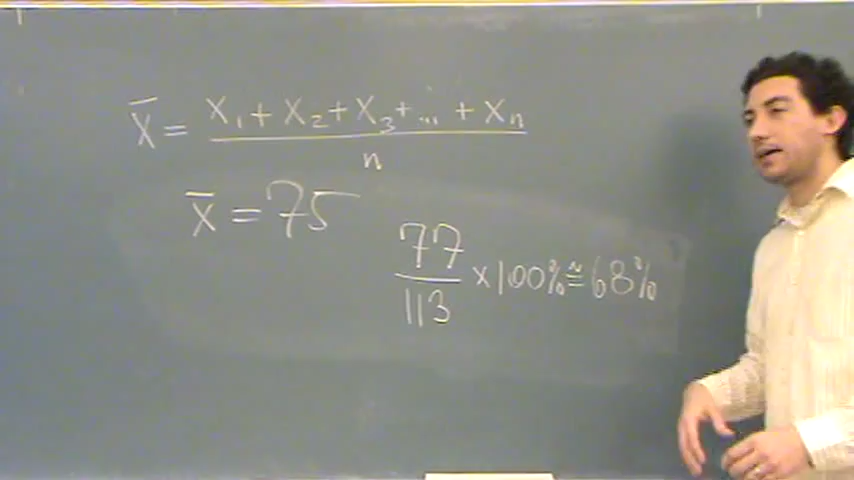 X̄ = X₁ + X₂ + X₃ + ... + Xₙ
n
X̄ = 75
77
113 × 100% ≅ 68%